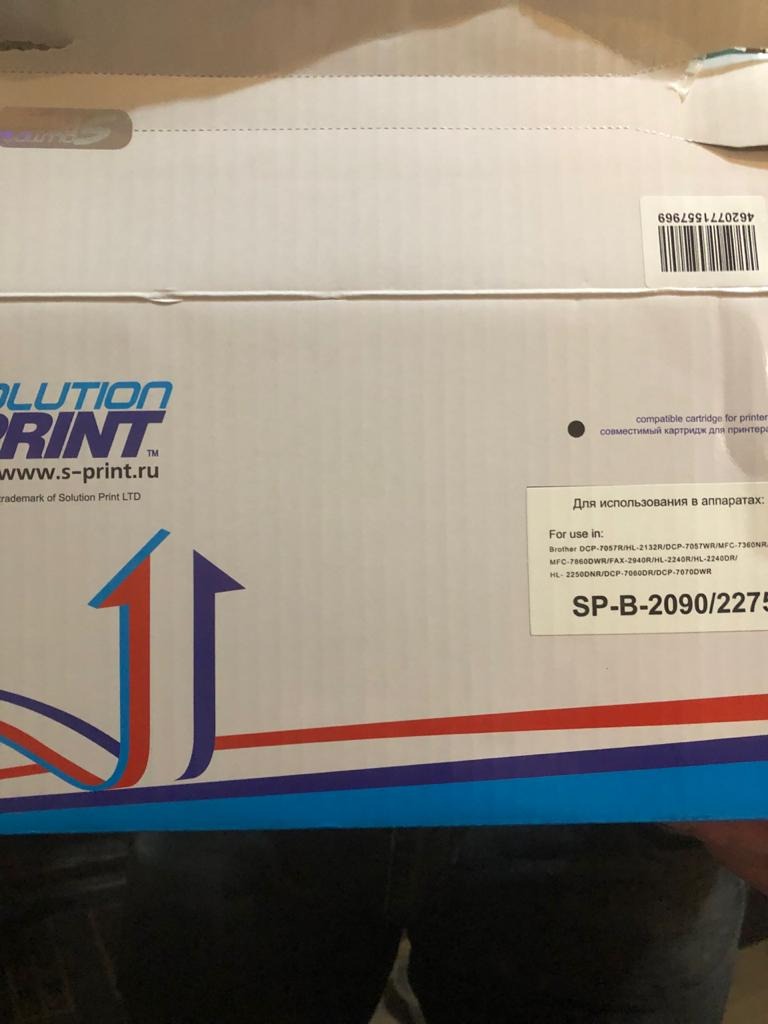 4620771557969
OLUTION
PRINT™
www.s-print.ru
trademark of Solution Print LTD
compatible cartridge for printer
совместимый картридж для принтера
Для использования в аппаратах:
For use in:
Brother DCP-7057R/HL-2132R/DCP-7057WR/MFC-7360NR/
MFC-7860DWR/FAX-2940R/HL-2240R/HL-2240DR/
HL- 2250DNR/DCP-7060DR/DCP-7070DWR
SP-B-2090/2275